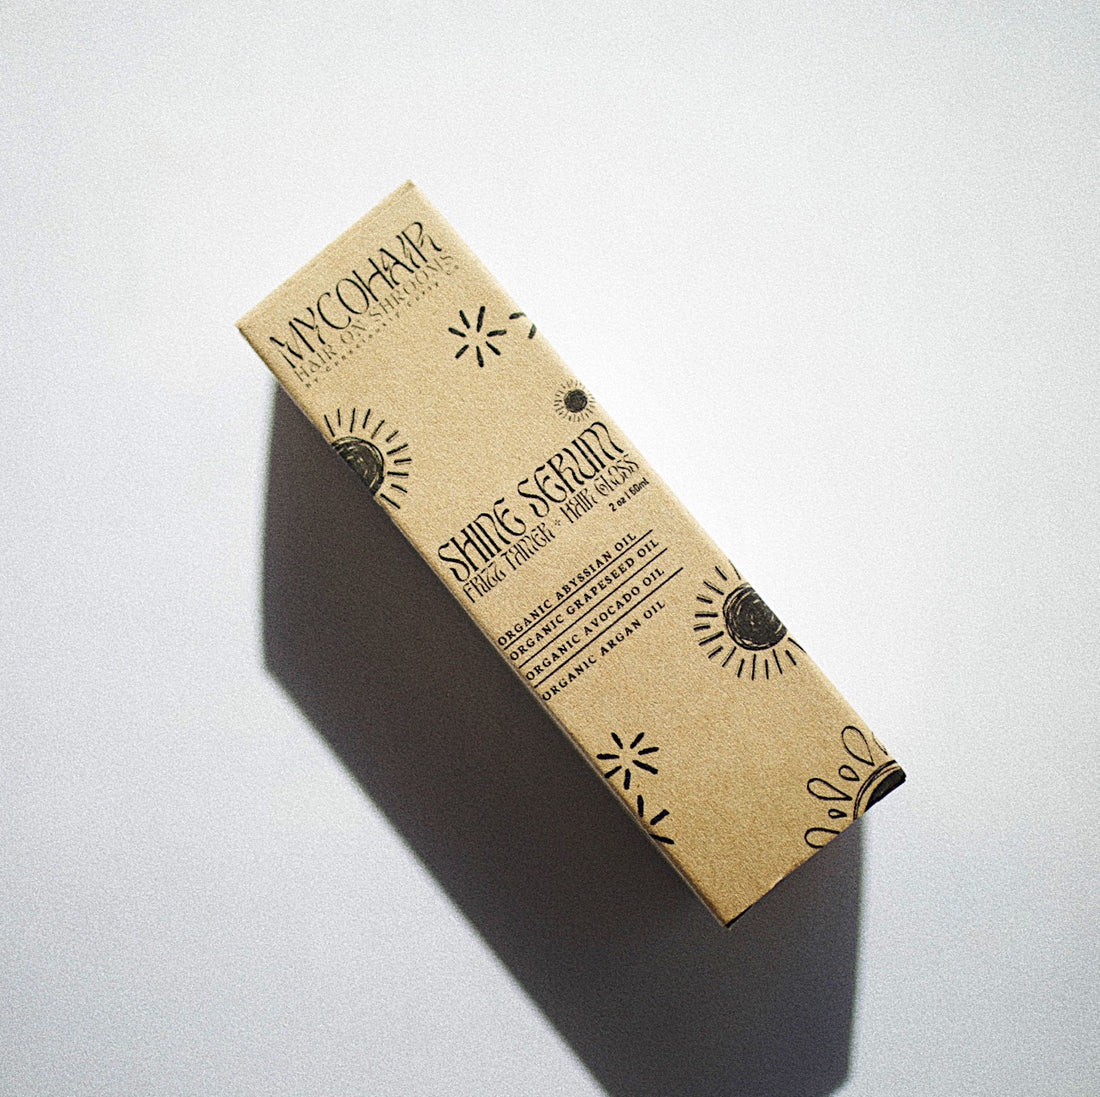 MYCOHAIR
HAIR ON SHROOMS
BY
SHINE SERUM
FRIZZ TAMER + HAIR GLOSS
2 oz | 60ml
ORGANIC ABYSSIAN OIL
ORGANIC GRAPESEED OIL
ORGANIC AVOCADO OIL
ORGANIC ARGAN OIL